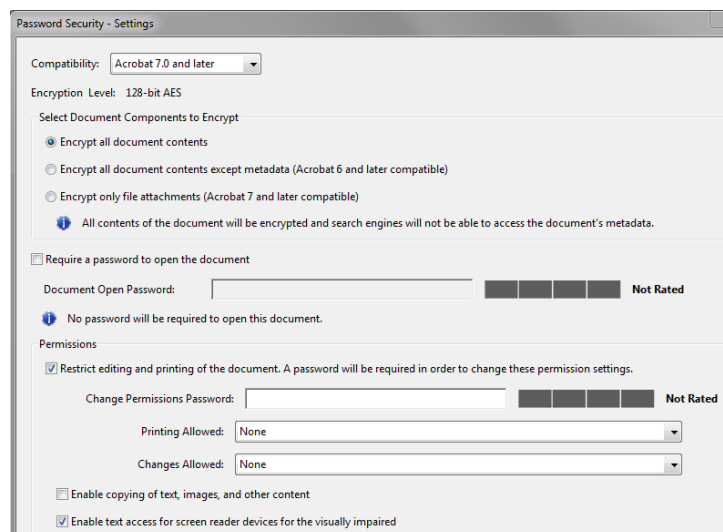 Password Security - Settings
Compatibility: Acrobat 7.0 and later
Encryption Level: 128-bit AES
Select Document Components to Encrypt
Encrypt all document contents
Encrypt all document contents except metadata (Acrobat 6 and later compatible)
Encrypt only file attachments (Acrobat 7 and later compatible)
All contents of the document will be encrypted and search engines will not be able to access the document's metadata.
Require a password to open the document
Document Open Password: Not Rated
No password will be required to open this document.
Permissions
Restrict editing and printing of the document. A password will be required in order to change these permission settings.
Change Permissions Password: Not Rated
Printing Allowed: None
Changes Allowed: None
Enable copying of text, images, and other content
Enable text access for screen reader devices for the visually impaired